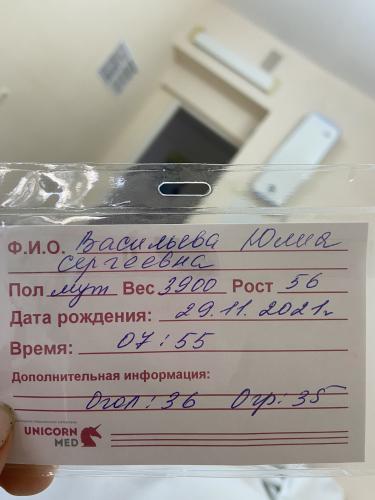 Ф.И.О. Васильева Юлия
Сергеевна
Пол муж Вес 3900 Рост 56
Дата рождения: 29.11.2021г
Время: 07:55
Дополнительная информация:
Огол: 36 Огр: 35
UNICORN
MED